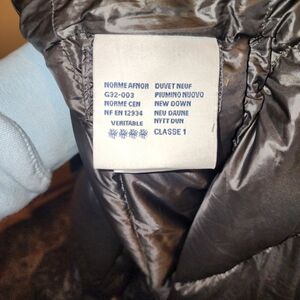 NORME AFNOR
G32-003
NORME CEN
NF EN 12934
VERITABLE
DUVET NEUF
PIUMINO NUOVO
NEW DOWN
NEU DAUNE
NYTT DUN
CLASSE 1